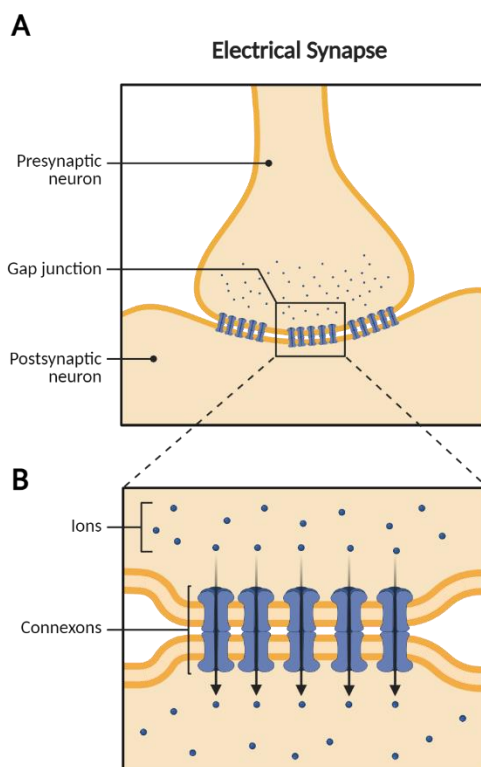 A
Electrical Synapse
Presynaptic
neuron
Gap junction
Postsynaptic
neuron
B
Ions
Connexons